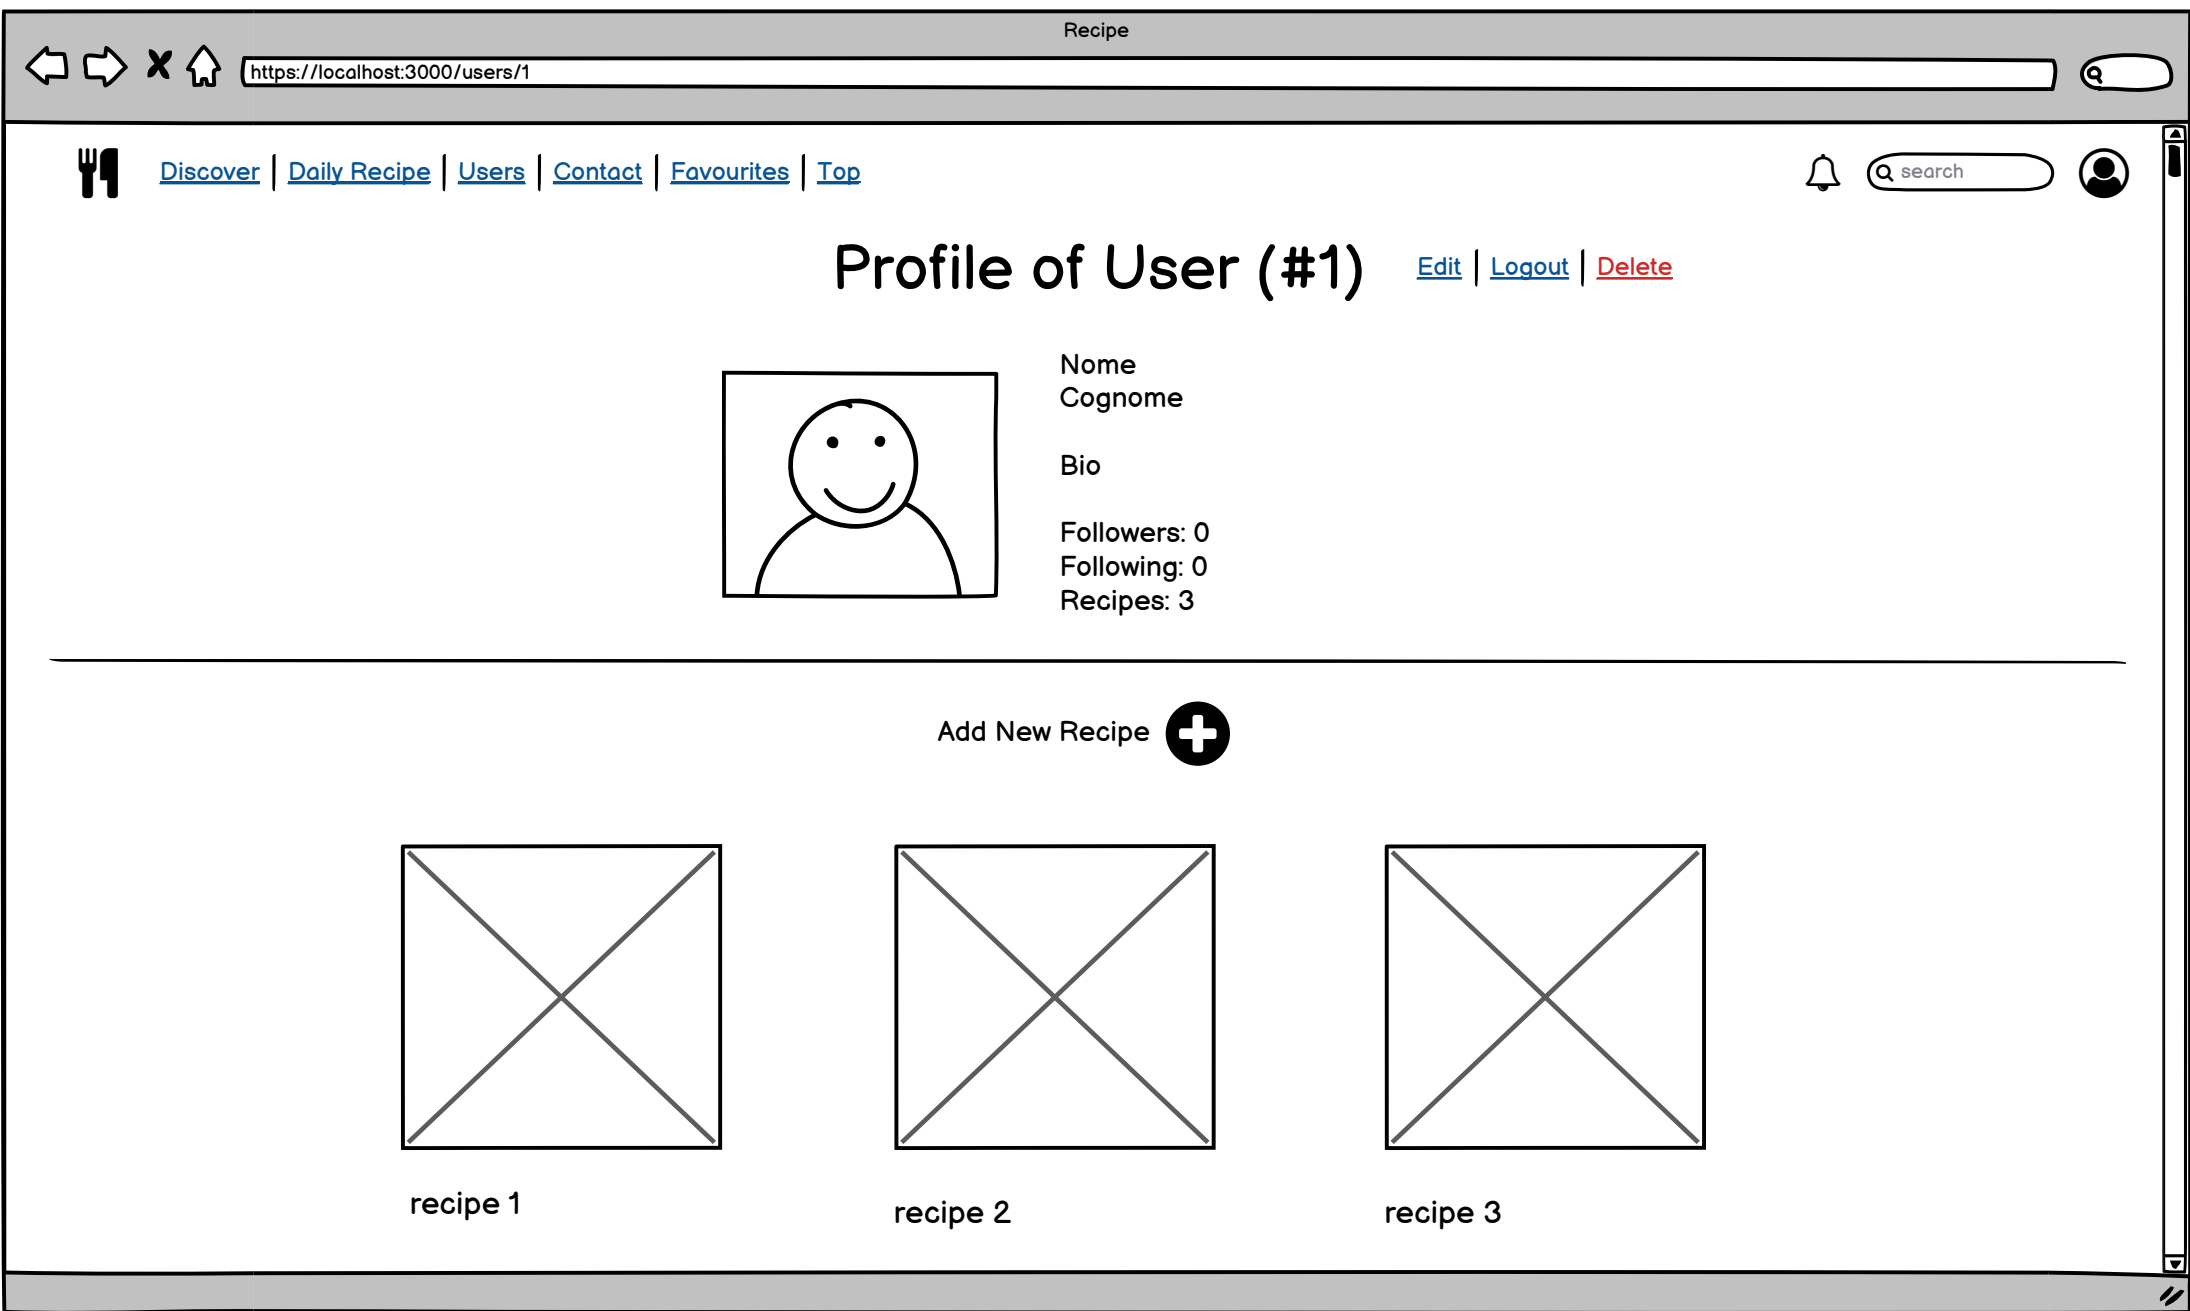 Recipe
https://localhost:3000/users/1
Discover | Daily Recipe | Users | Contact | Favourites | Top
search
Profile of User (#1)
Edit | Logout | Delete
Nome
Cognome
Bio
Followers: 0
Following: 0
Recipes: 3
Add New Recipe
recipe 1
recipe 2
recipe 3